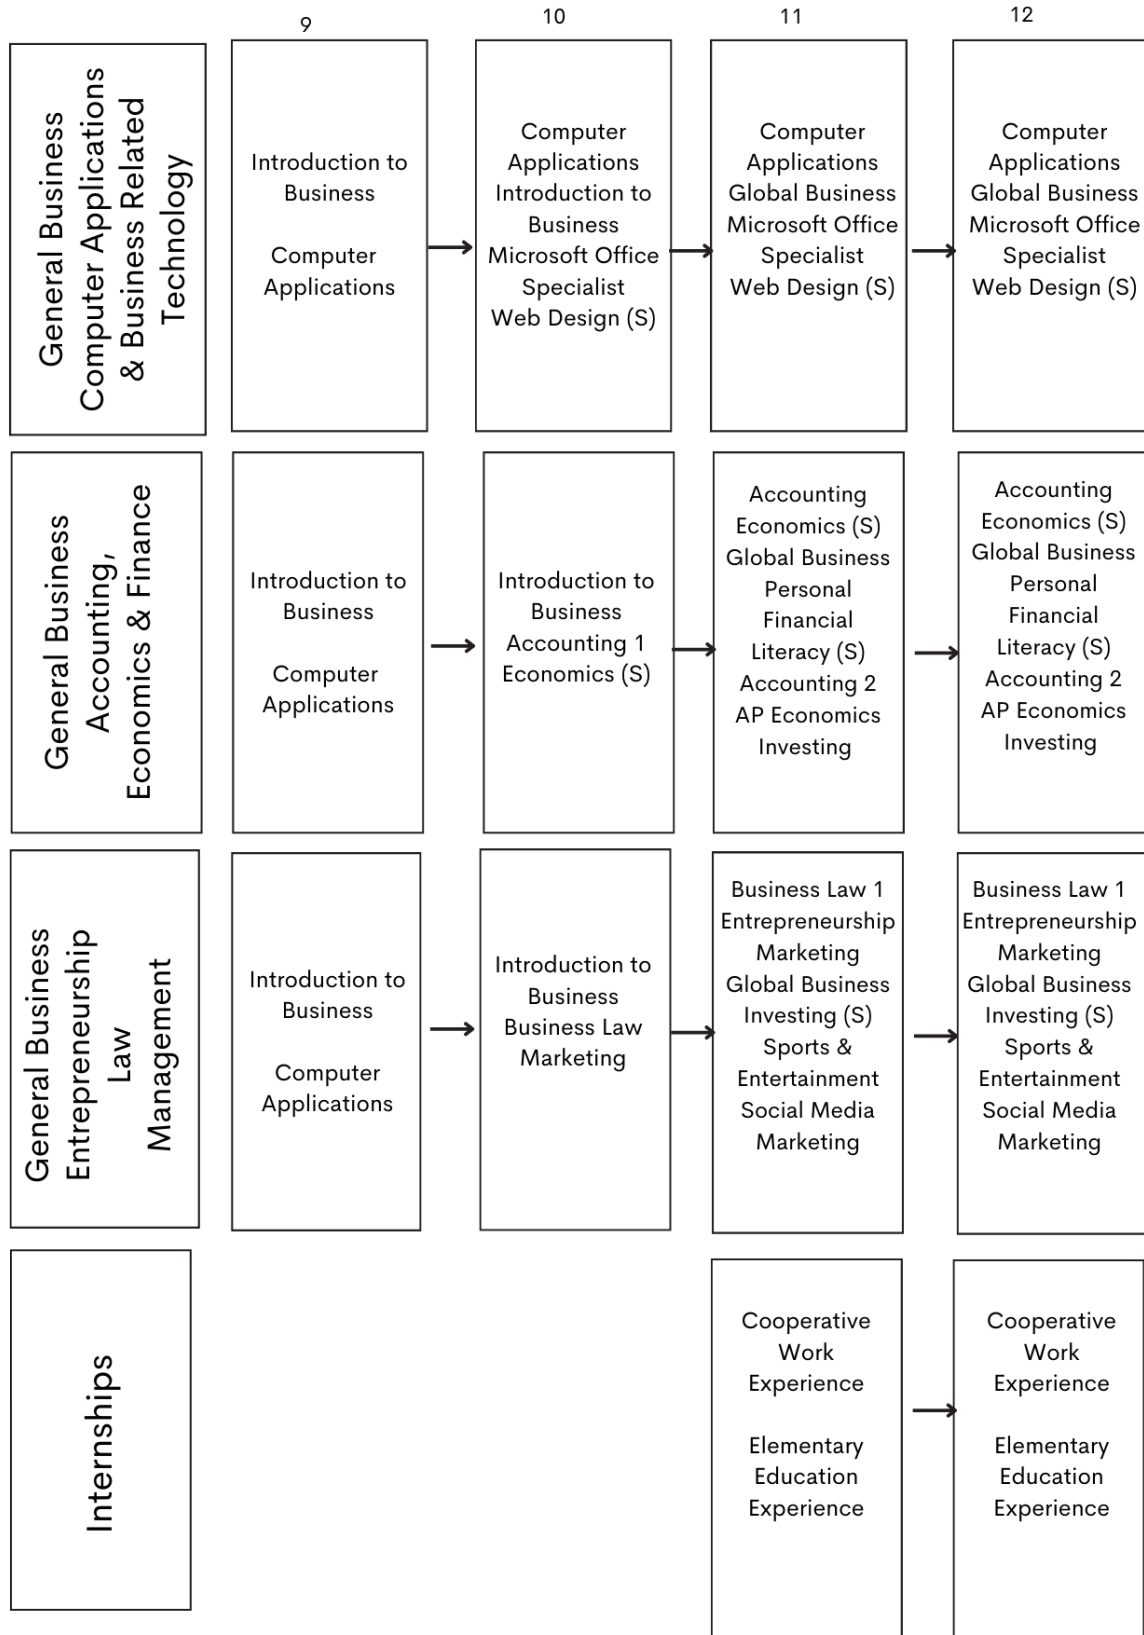 9
10
11
12
General Business
Computer Applications
& Business Related
Technology
Introduction to
Business
Computer
Applications
Computer
Applications
Introduction to
Business
Microsoft Office
Specialist
Web Design (S)
Computer
Applications
Global Business
Microsoft Office
Specialist
Web Design (S)
Computer
Applications
Global Business
Microsoft Office
Specialist
Web Design (S)
General Business
Accounting,
Economics & Finance
Introduction to
Business
Computer
Applications
Introduction to
Business
Accounting 1
Economics (S)
Accounting
Economics (S)
Global Business
Personal
Financial
Literacy (S)
Accounting 2
AP Economics
Investing
Accounting
Economics (S)
Global Business
Personal
Financial
Literacy (S)
Accounting 2
AP Economics
Investing
General Business
Entrepreneurship
Law
Management
Introduction to
Business
Computer
Applications
Introduction to
Business
Business Law
Marketing
Business Law 1
Entrepreneurship
Marketing
Global Business
Investing (S)
Sports &
Entertainment
Social Media
Marketing
Business Law 1
Entrepreneurship
Marketing
Global Business
Investing (S)
Sports &
Entertainment
Social Media
Marketing
Internships
Cooperative
Work
Experience
Elementary
Education
Experience
Cooperative
Work
Experience
Elementary
Education
Experience